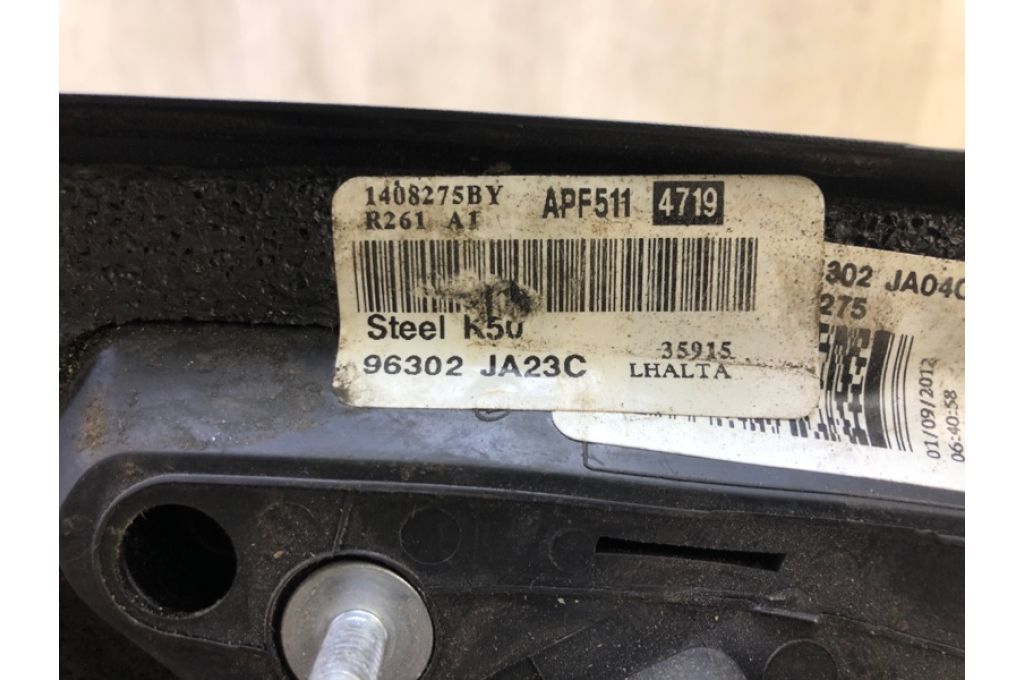 1408275BY APF511 4719
R261 A1
Steel K50
96302 JA23C
35915
LHALTA
302 JA04C
275
01/09/2012
06:40:58